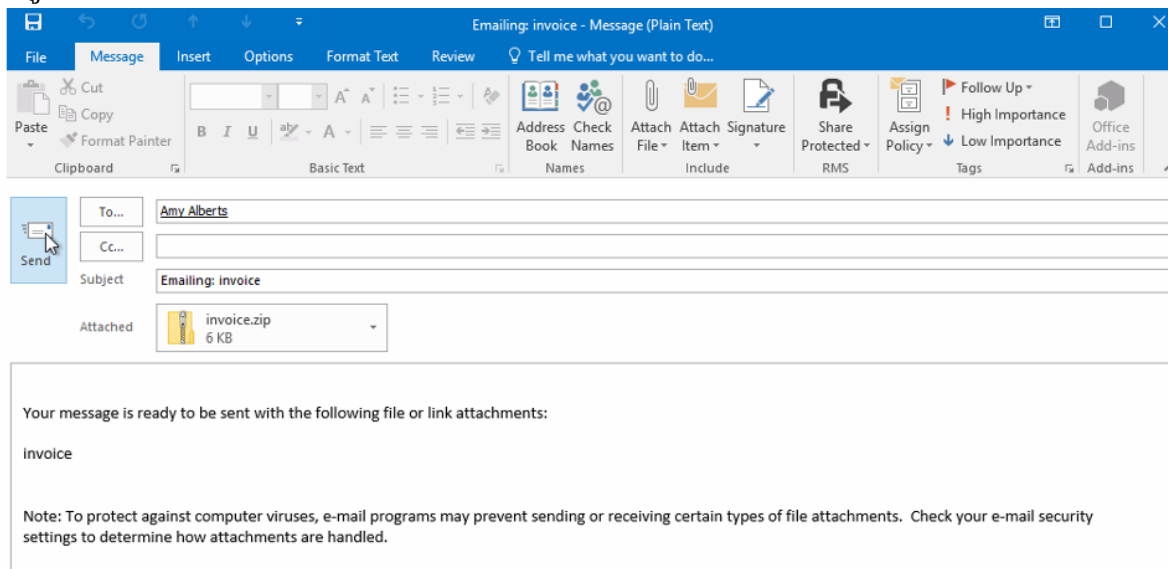 Emailing: invoice - Message (Plain Text)
File Message Insert Options Format Text Review Tell me what you want to do...
Cut
Copy
Paste
Format Painter
Clipboard
B I U
Basic Text
Address Book
Check Names
Names
Attach File
Attach Item
Signature
Include
Share Protected
RMS
Assign Policy
Follow Up
High Importance
Low Importance
Tags
Office Add-ins
Add-ins
Send
To... Amy Alberts
Cc...
Subject Emailing: invoice
Attached invoice.zip
6 KB
Your message is ready to be sent with the following file or link attachments:
invoice
Note: To protect against computer viruses, e-mail programs may prevent sending or receiving certain types of file attachments. Check your e-mail security
settings to determine how attachments are handled.